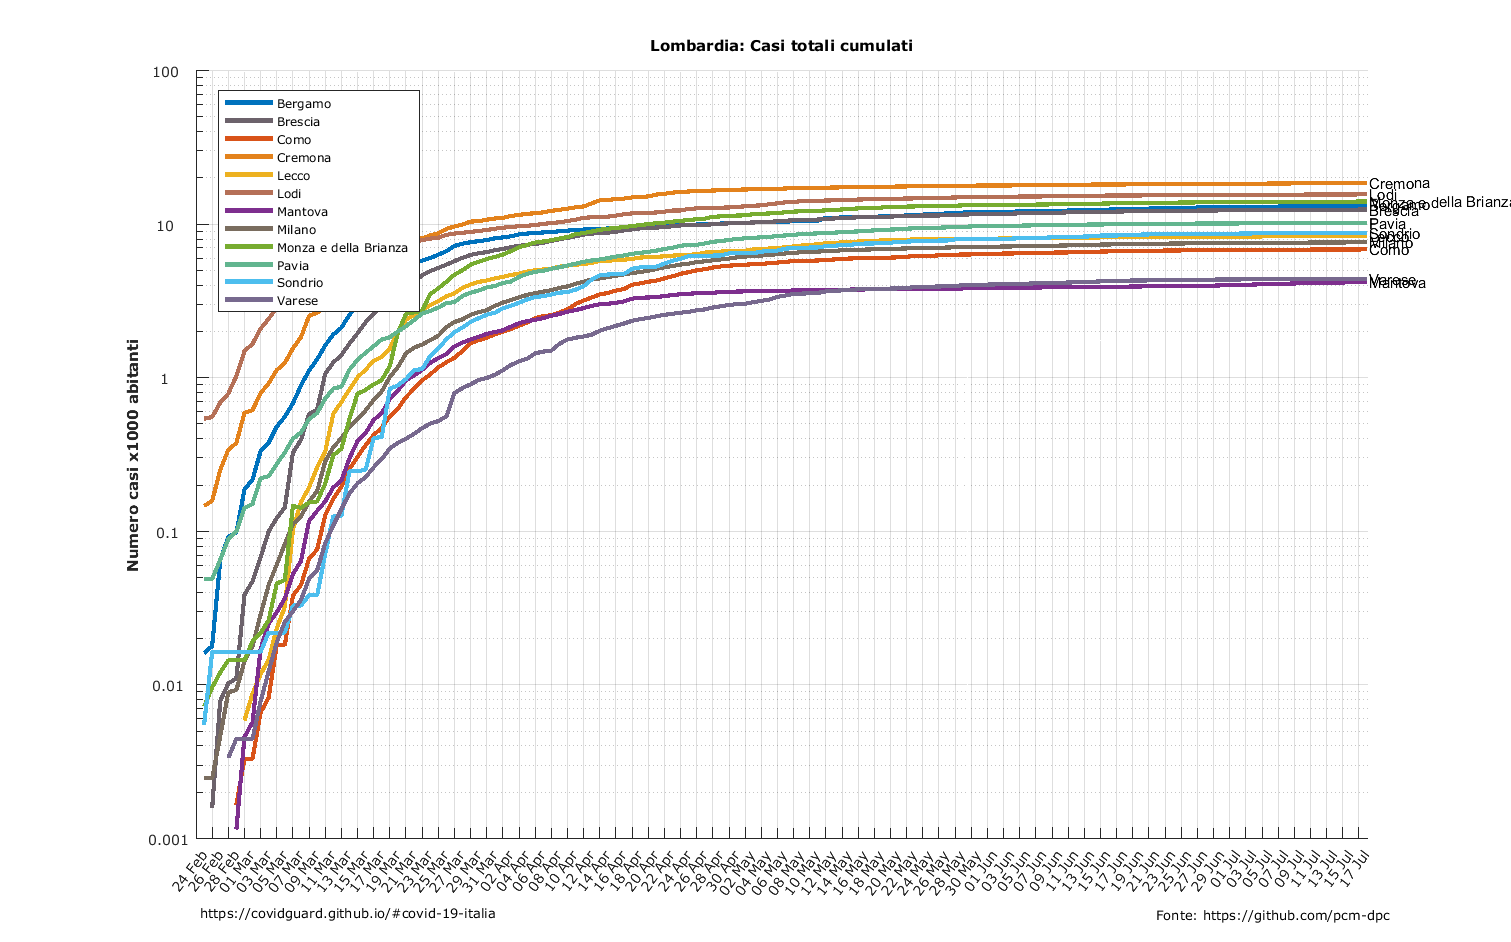 Lombardia: Casi totali cumulati
Numero casi x1000 abitanti
100
10
1
0.1
0.01
0.001
Bergamo
Brescia
Como
Cremona
Lecco
Lodi
Mantova
Milano
Monza e della Brianza
Pavia
Sondrio
Varese
Cremona
Lodi
Monza e della Brianza
Bergamo
Brescia
Pavia
Sondrio
Milano
Como
Varese
Mantova
24 Feb
26 Feb
28 Feb
01 Mar
03 Mar
05 Mar
07 Mar
09 Mar
11 Mar
13 Mar
15 Mar
17 Mar
19 Mar
21 Mar
23 Mar
25 Mar
27 Mar
29 Mar
31 Mar
02 Apr
04 Apr
06 Apr
08 Apr
10 Apr
12 Apr
14 Apr
16 Apr
18 Apr
20 Apr
22 Apr
24 Apr
26 Apr
28 Apr
30 Apr
02 May
04 May
06 May
08 May
10 May
12 May
14 May
16 May
18 May
20 May
22 May
24 May
26 May
28 May
30 May
01 Jun
03 Jun
05 Jun
07 Jun
09 Jun
11 Jun
13 Jun
15 Jun
17 Jun
19 Jun
21 Jun
23 Jun
25 Jun
27 Jun
29 Jun
01 Jul
03 Jul
05 Jul
07 Jul
09 Jul
11 Jul
13 Jul
15 Jul
17 Jul
https://covidguard.github.io/#covid-19-italia
Fonte: https://github.com/pcm-dpc